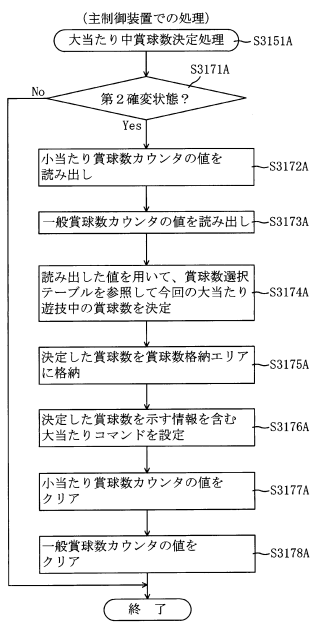 (主制御装置での処理)
大当たり中賞球数決定処理
S3151A
S3171A
No
第2確変状態?
Yes
小当たり賞球数カウンタの値を
読み出し
S3172A
一般賞球数カウンタの値を読み出し
S3173A
読み出した値を用いて、賞球数選択
テーブルを参照して今回の大当たり
遊技中の賞球数を決定
S3174A
決定した賞球数を賞球数格納エリア
に格納
S3175A
決定した賞球数を示す情報を含む
大当たりコマンドを設定
S3176A
小当たり賞球数カウンタの値を
クリア
S3177A
一般賞球数カウンタの値を
クリア
S3178A
終 了